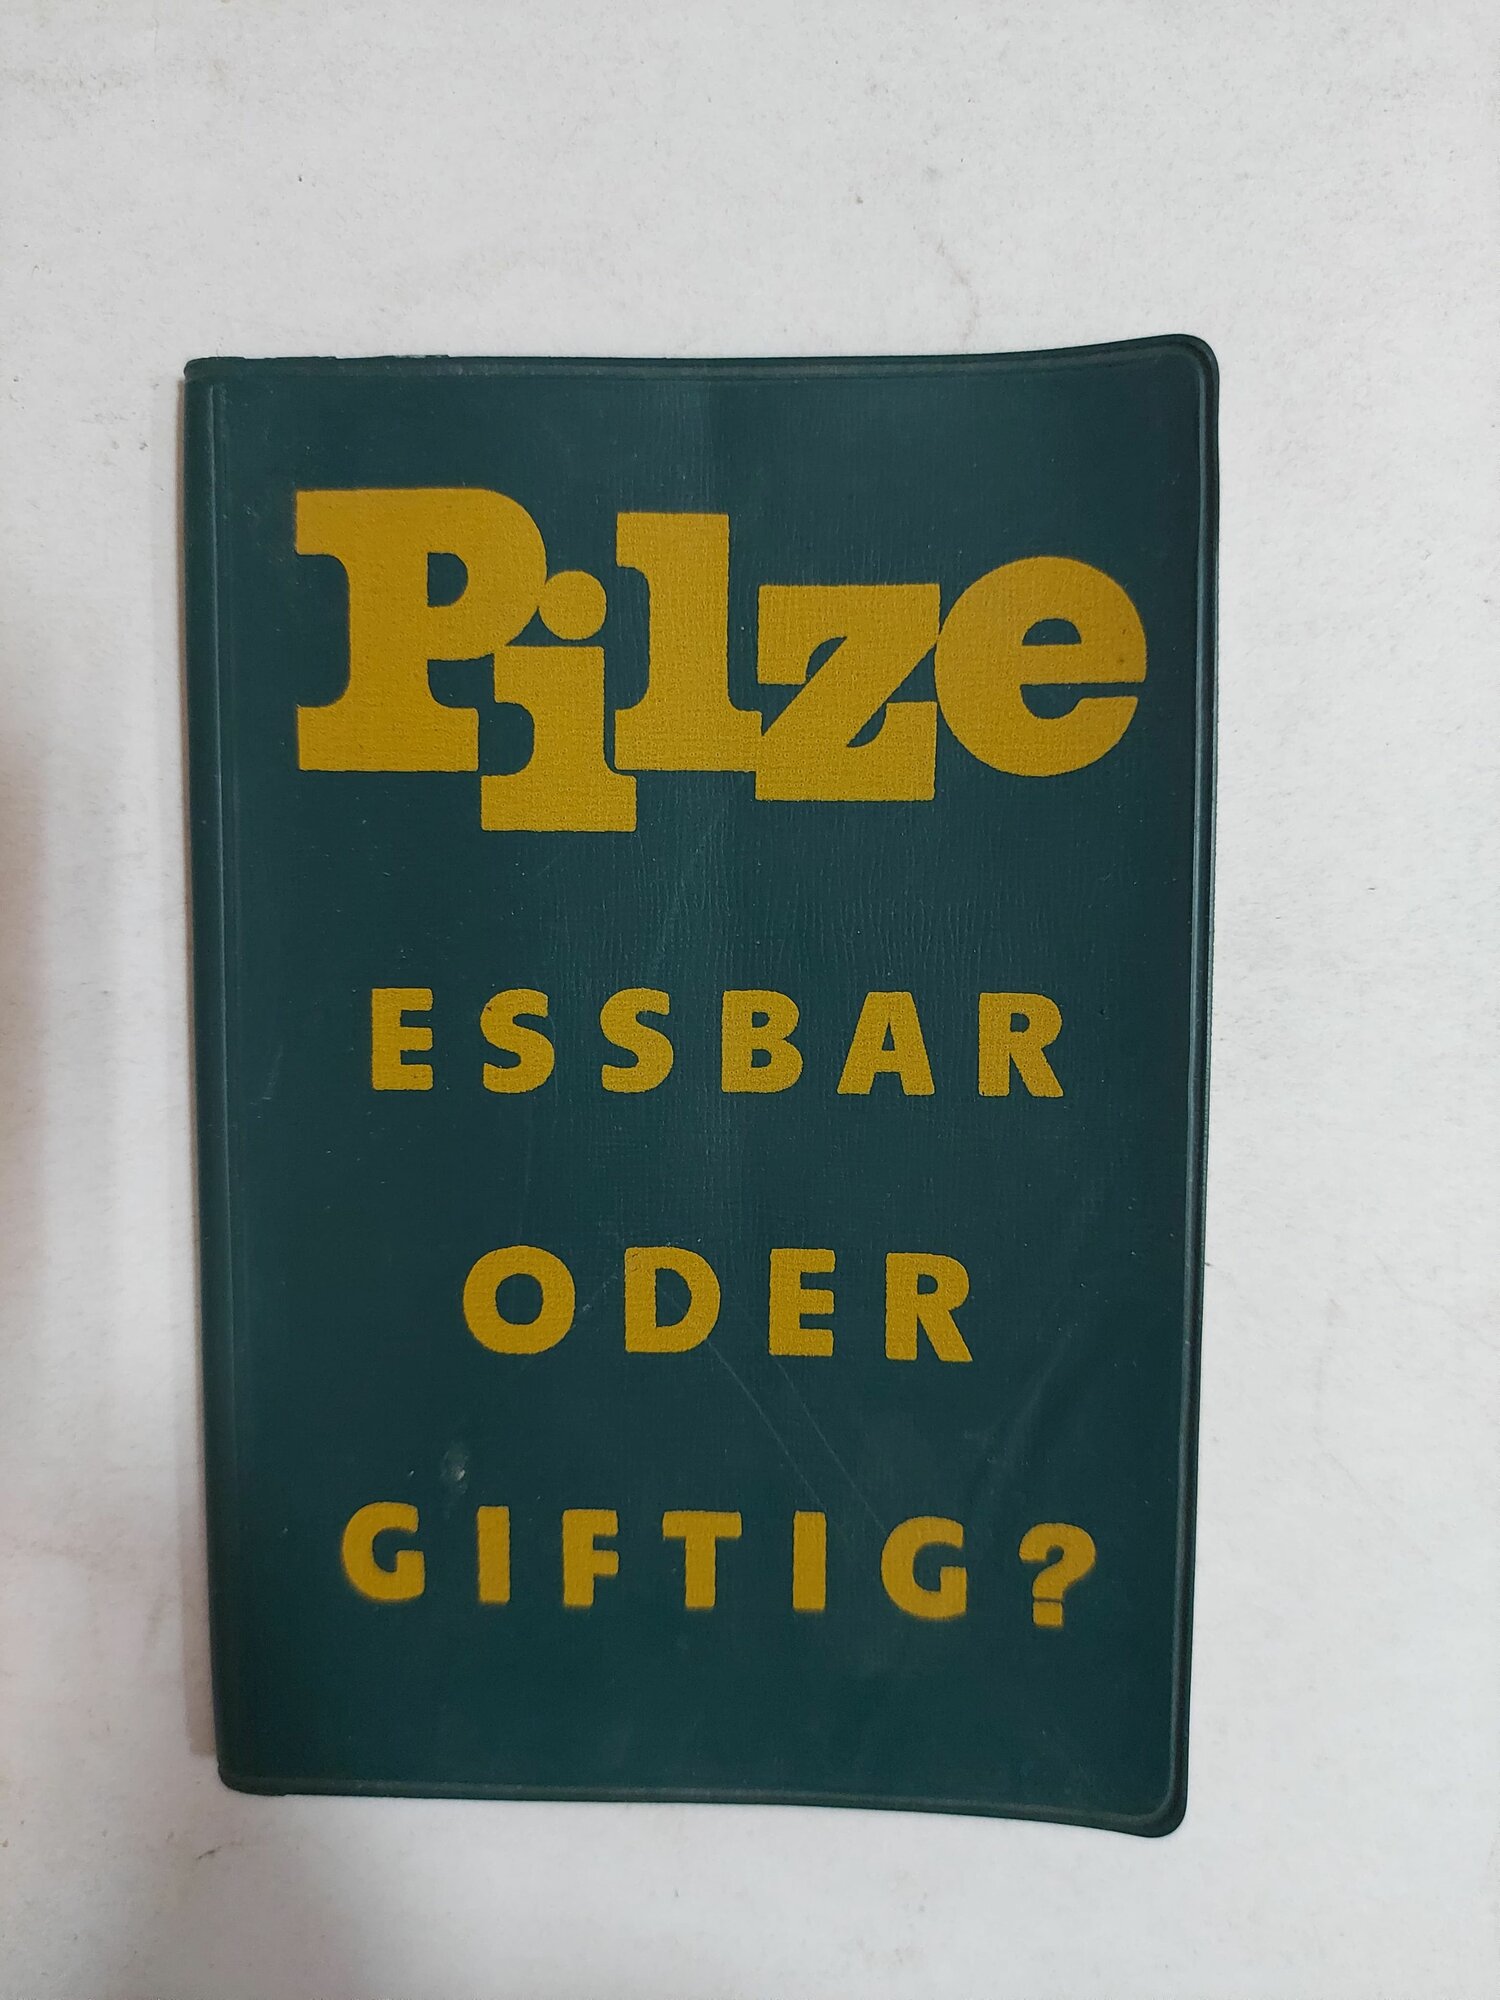 Pilze
ESSBAR
ODER
GIFTIG?